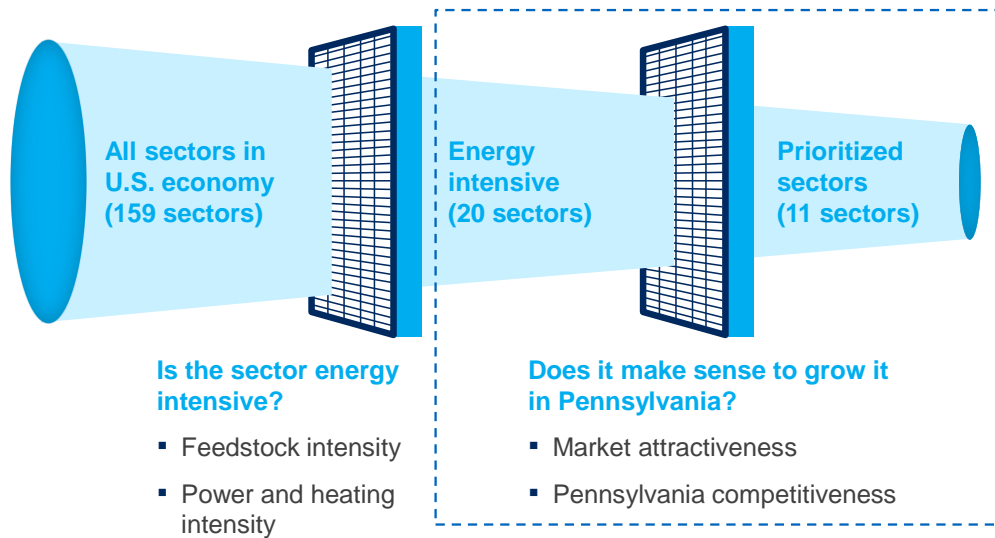 All sectors in
U.S. economy
(159 sectors)
Energy
intensive
(20 sectors)
Prioritized
sectors
(11 sectors)
Is the sector energy
intensive?
▪ Feedstock intensity
▪ Power and heating
intensity
Does it make sense to grow it
in Pennsylvania?
▪ Market attractiveness
▪ Pennsylvania competitiveness